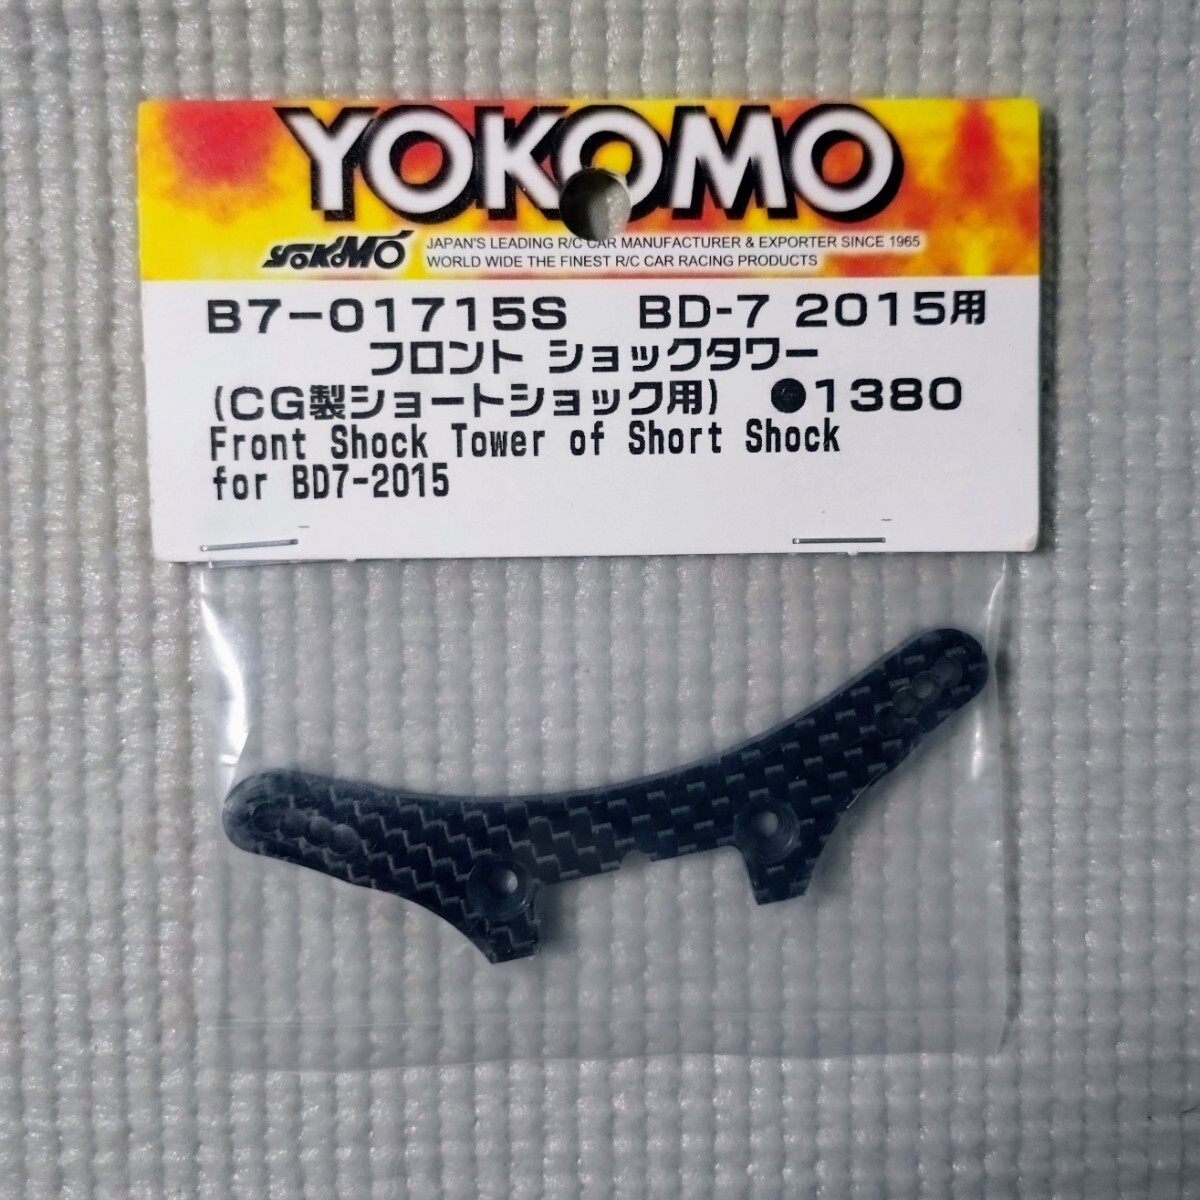 YOKOMO
YOKOMO JAPAN'S LEADING R/C CAR MANUFACTURER & EXPORTER SINCE 1965
WORLD WIDE THE FINEST R/C CAR RACING PRODUCTS
B7-01715S BD-7 2015用
フロント ショックタワー
(CG製ショートショック用) ●1380
Front Shock Tower of Short Shock
for BD7-2015